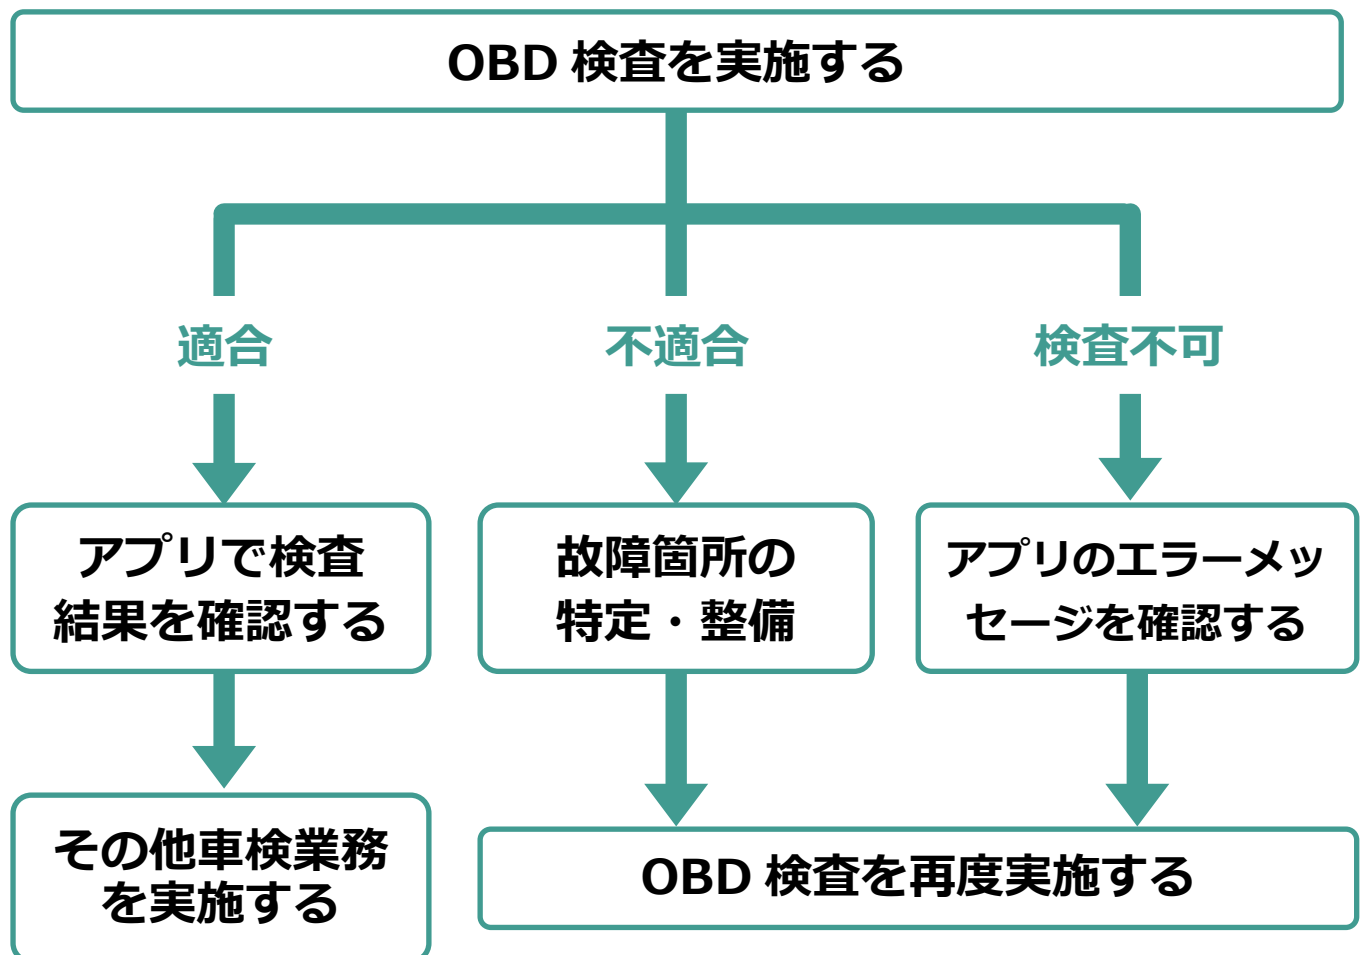 OBD 検査を実施する
適合
不適合
検査不可
アプリで検査
結果を確認する
故障箇所の
特定・整備
アプリのエラーメッ
セージを確認する
その他車検業務
を実施する
OBD 検査を再度実施する